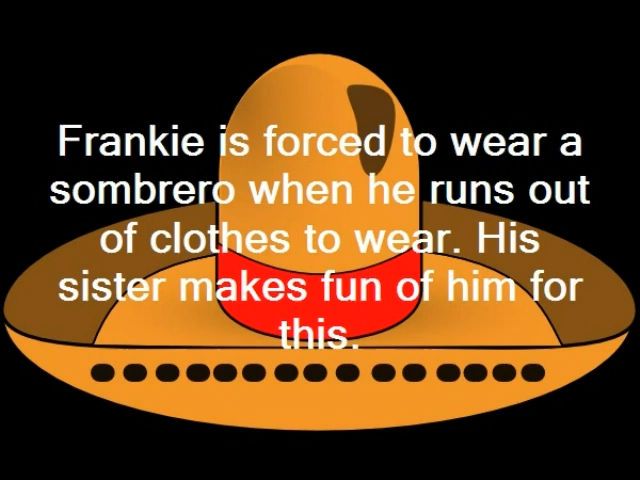 Frankie is forced to wear a
sombrero when he runs out
of clothes to wear. His
sister makes fun of him for
this.